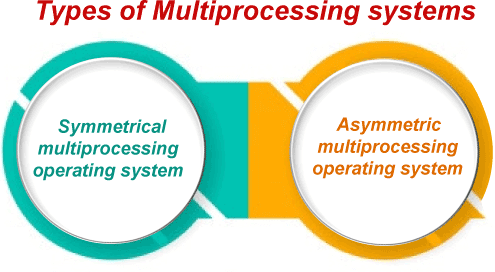 Types of Multiprocessing systems
Symmetrical
multiprocessing
operating system
Asymmetric
multiprocessing
operating system